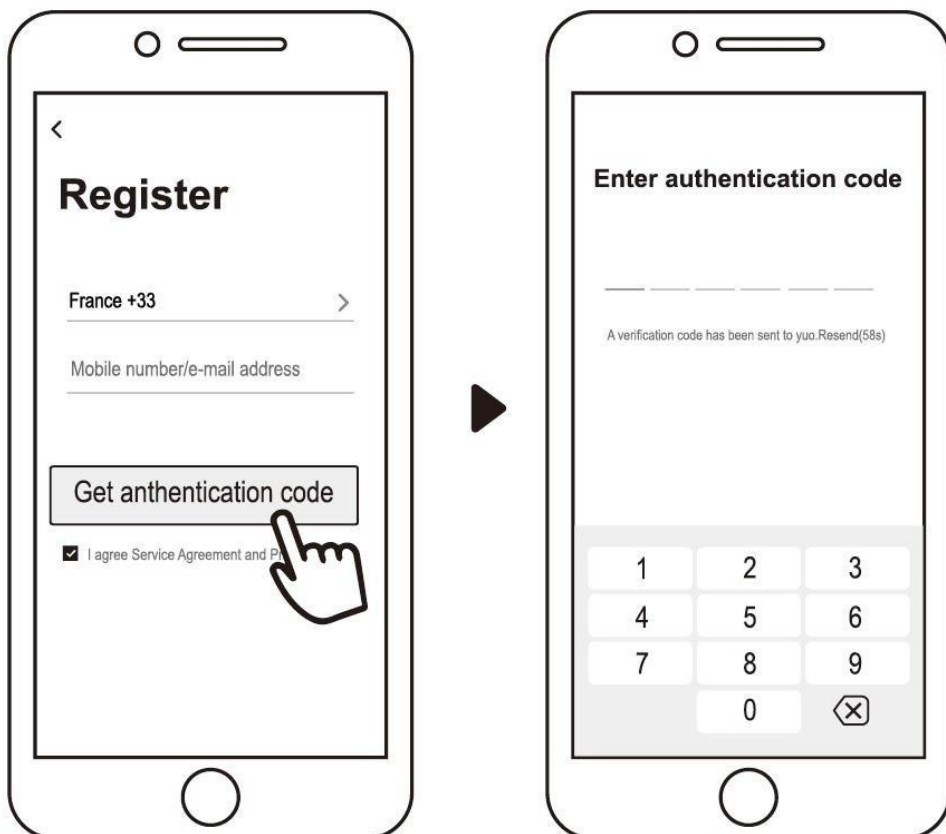 Register
France +33
Mobile number/e-mail address
Get anthentication code
I agree Service Agreement and
Enter authentication code
A verification code has been sent to yuo.Resend(58s)
1 2 3
4 5 6
7 8 9
0